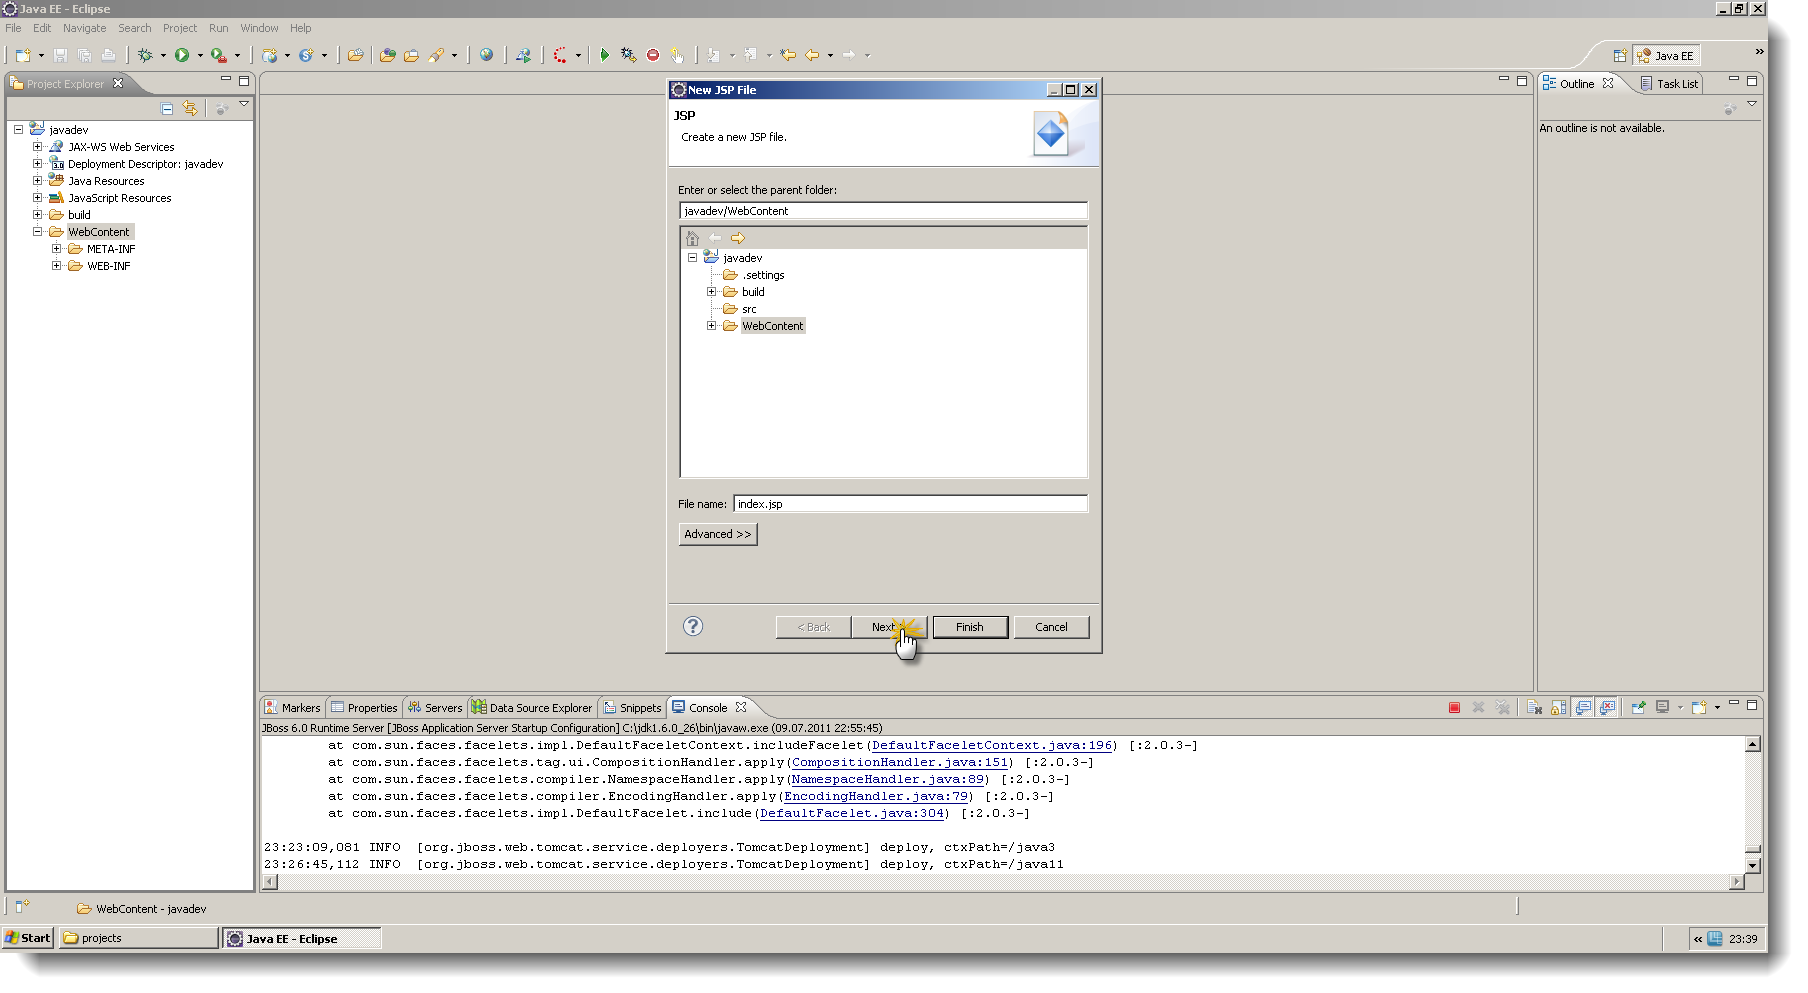 Java EE - Eclipse
File Edit Navigate Search Project Run Window Help
Java EE
»
Project Explorer
javadev
JAX-WS Web Services
Deployment Descriptor: javadev
3.0
Java Resources
JavaScript Resources
build
WebContent
META-INF
WEB-INF
New JSP File
JSP
Create a new JSP file.
Enter or select the parent folder:
javadev/WebContent
javadev
.settings
build
src
WebContent
File name: index.jsp
Advanced >>
< Back Next Finish Cancel
Outline Task List
An outline is not available.
Markers Properties Servers Data Source Explorer Snippets Console
JBoss 6.0 Runtime Server [JBoss Application Server Startup Configuration] C:\jdk1.6.0_26\bin\javaw.exe (09.07.2011 22:55:45)
at com.sun.faces.facelets.impl.DefaultFaceletContext.includeFacelet(DefaultFaceletContext.java:196) [:2.0.3-]
at com.sun.faces.facelets.tag.ui.CompositionHandler.apply(CompositionHandler.java:151) [:2.0.3-]
at com.sun.faces.facelets.compiler.NamespaceHandler.apply(NamespaceHandler.java:89) [:2.0.3-]
at com.sun.faces.facelets.compiler.EncodingHandler.apply(EncodingHandler.java:79) [:2.0.3-]
at com.sun.faces.facelets.impl.DefaultFacelet.include(DefaultFacelet.java:304) [:2.0.3-]
23:23:09,081 INFO [org.jboss.web.tomcat.service.deployers.TomcatDeployment] deploy, ctxPath=/java3
23:26:45,112 INFO [org.jboss.web.tomcat.service.deployers.TomcatDeployment] deploy, ctxPath=/java11
WebContent - javadev
Start projects Java EE - Eclipse « 23:39